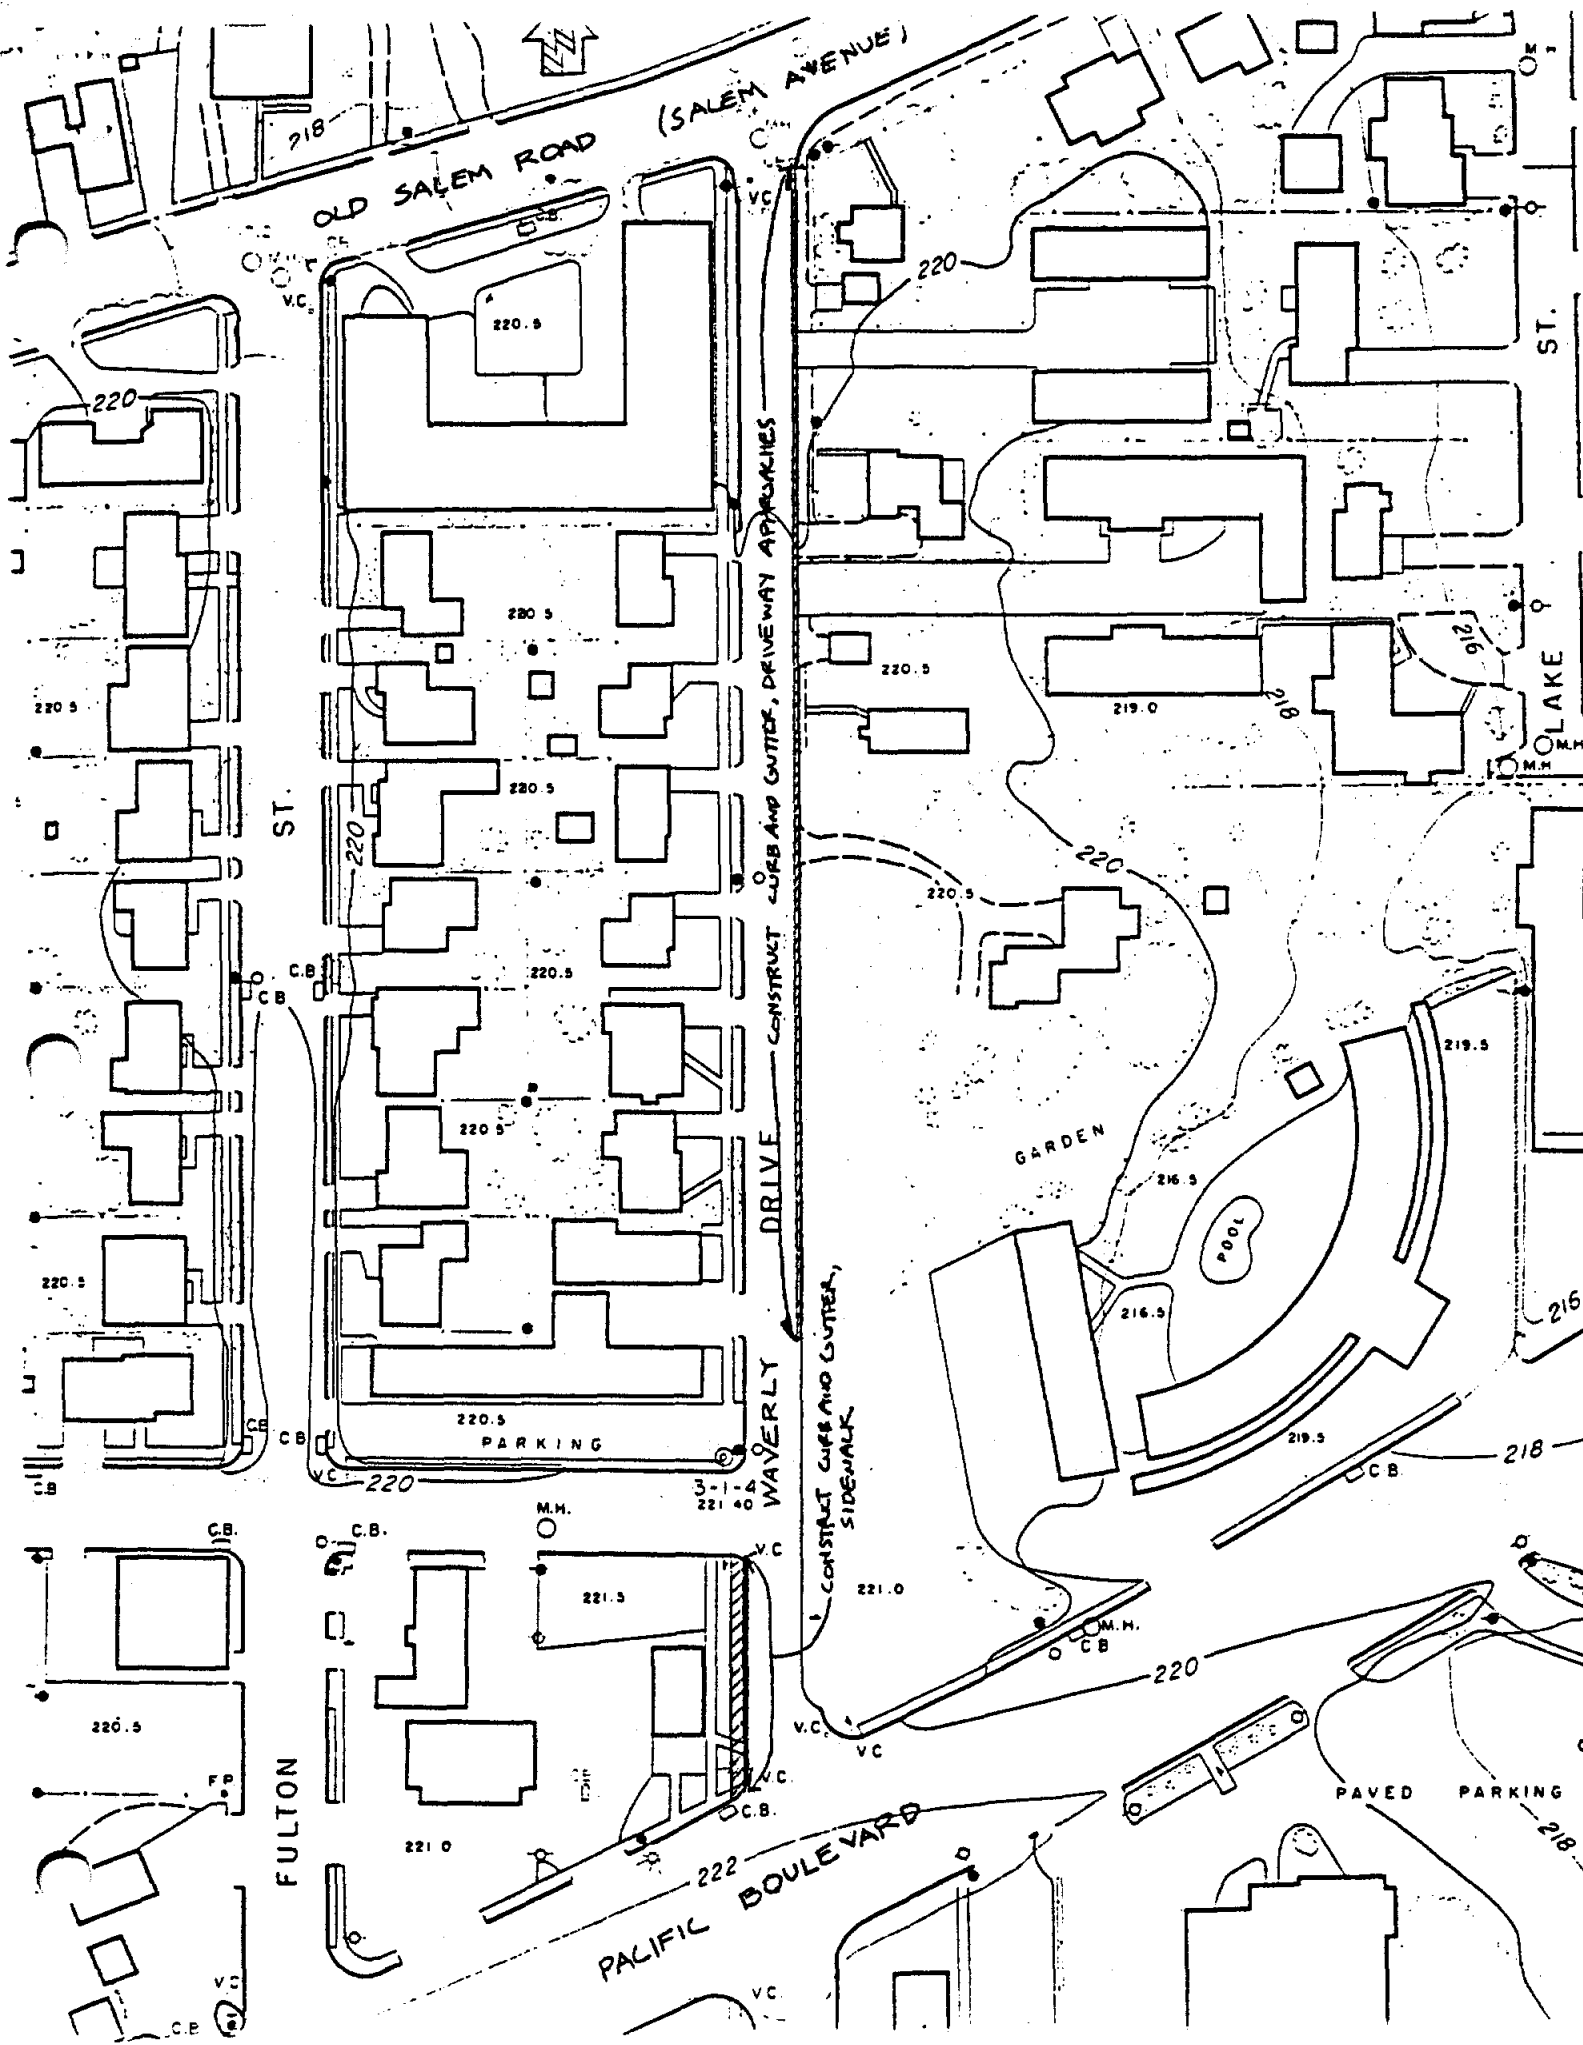 N
(SALEM AVENUE)
OLD SALEM ROAD
218
M
V.C.
C.B.
220
V.C.
220.5
ST.
220
CONSTRUCT CURB AND GUTTER, DRIVEWAY APPROACHES
220.5
216
220.5
220.5
219.0
218
LAKE
M.H.
M.H
ST.
220.5
220
220
220.5
C.B.
C B
220.5
219.5
220.5
GARDEN
216.5
DRIVE
POOL
220.5
216.5
216
CONSTRUCT CURB AND GUTTER,
SIDEWALK
WAVERLY
220.5
PARKING
C.B.
C B
219.5
218
C.B.
V.C.
220
C.B
3-1-4
221 40
M.H.
C.B.
C.B.
V.C
221.5
221.0
M.H.
C B
220
220.5
V.C.
V C
F P
V.C.
C.B.
PAVED PARKING
FULTON
221 0
222
218
PACIFIC BOULEVARD
V.C.
V.C.
C.B